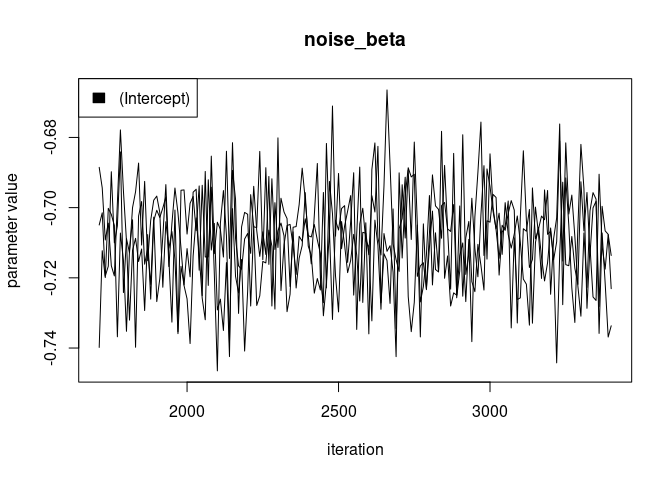 noise_beta
(Intercept)
parameter value
-0.68
-0.70
-0.72
-0.74
2000 2500 3000
iteration